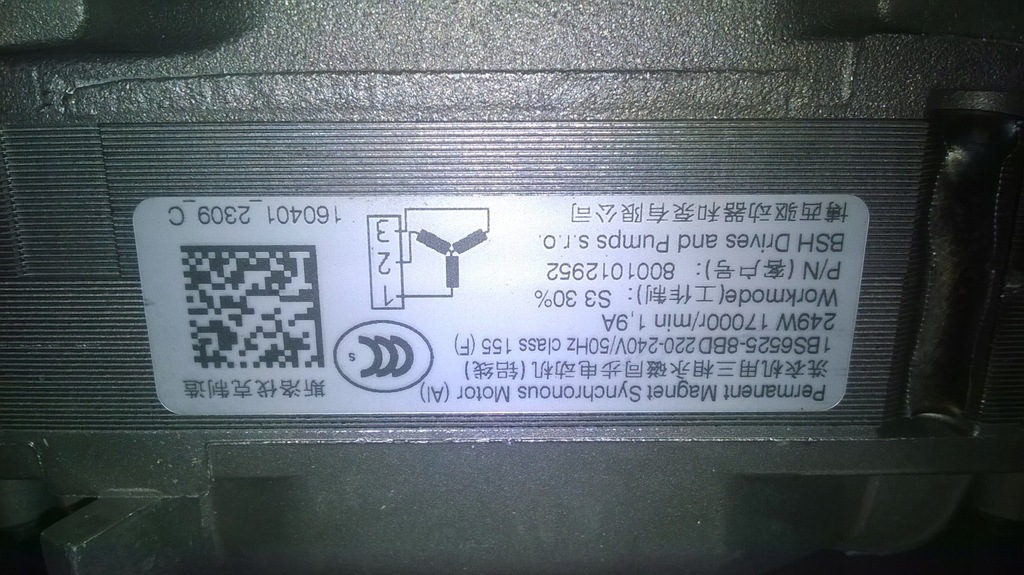 Permanent Magnet Synchronous Motor (Al)
洗衣机用三相永磁同步电动机 (铝线)
1BS6525-8BD 220-240V/50Hz class 155 (F)
249W 17000r/min 1,9A
Workmode(工作制): S3 30%
P/N (客户号): 8001012952
BSH Drives and Pumps s.r.o.
博西驱动器和泵有限公司
CCC
S
1
2
3
斯洛伐克制造
160401_2309_C